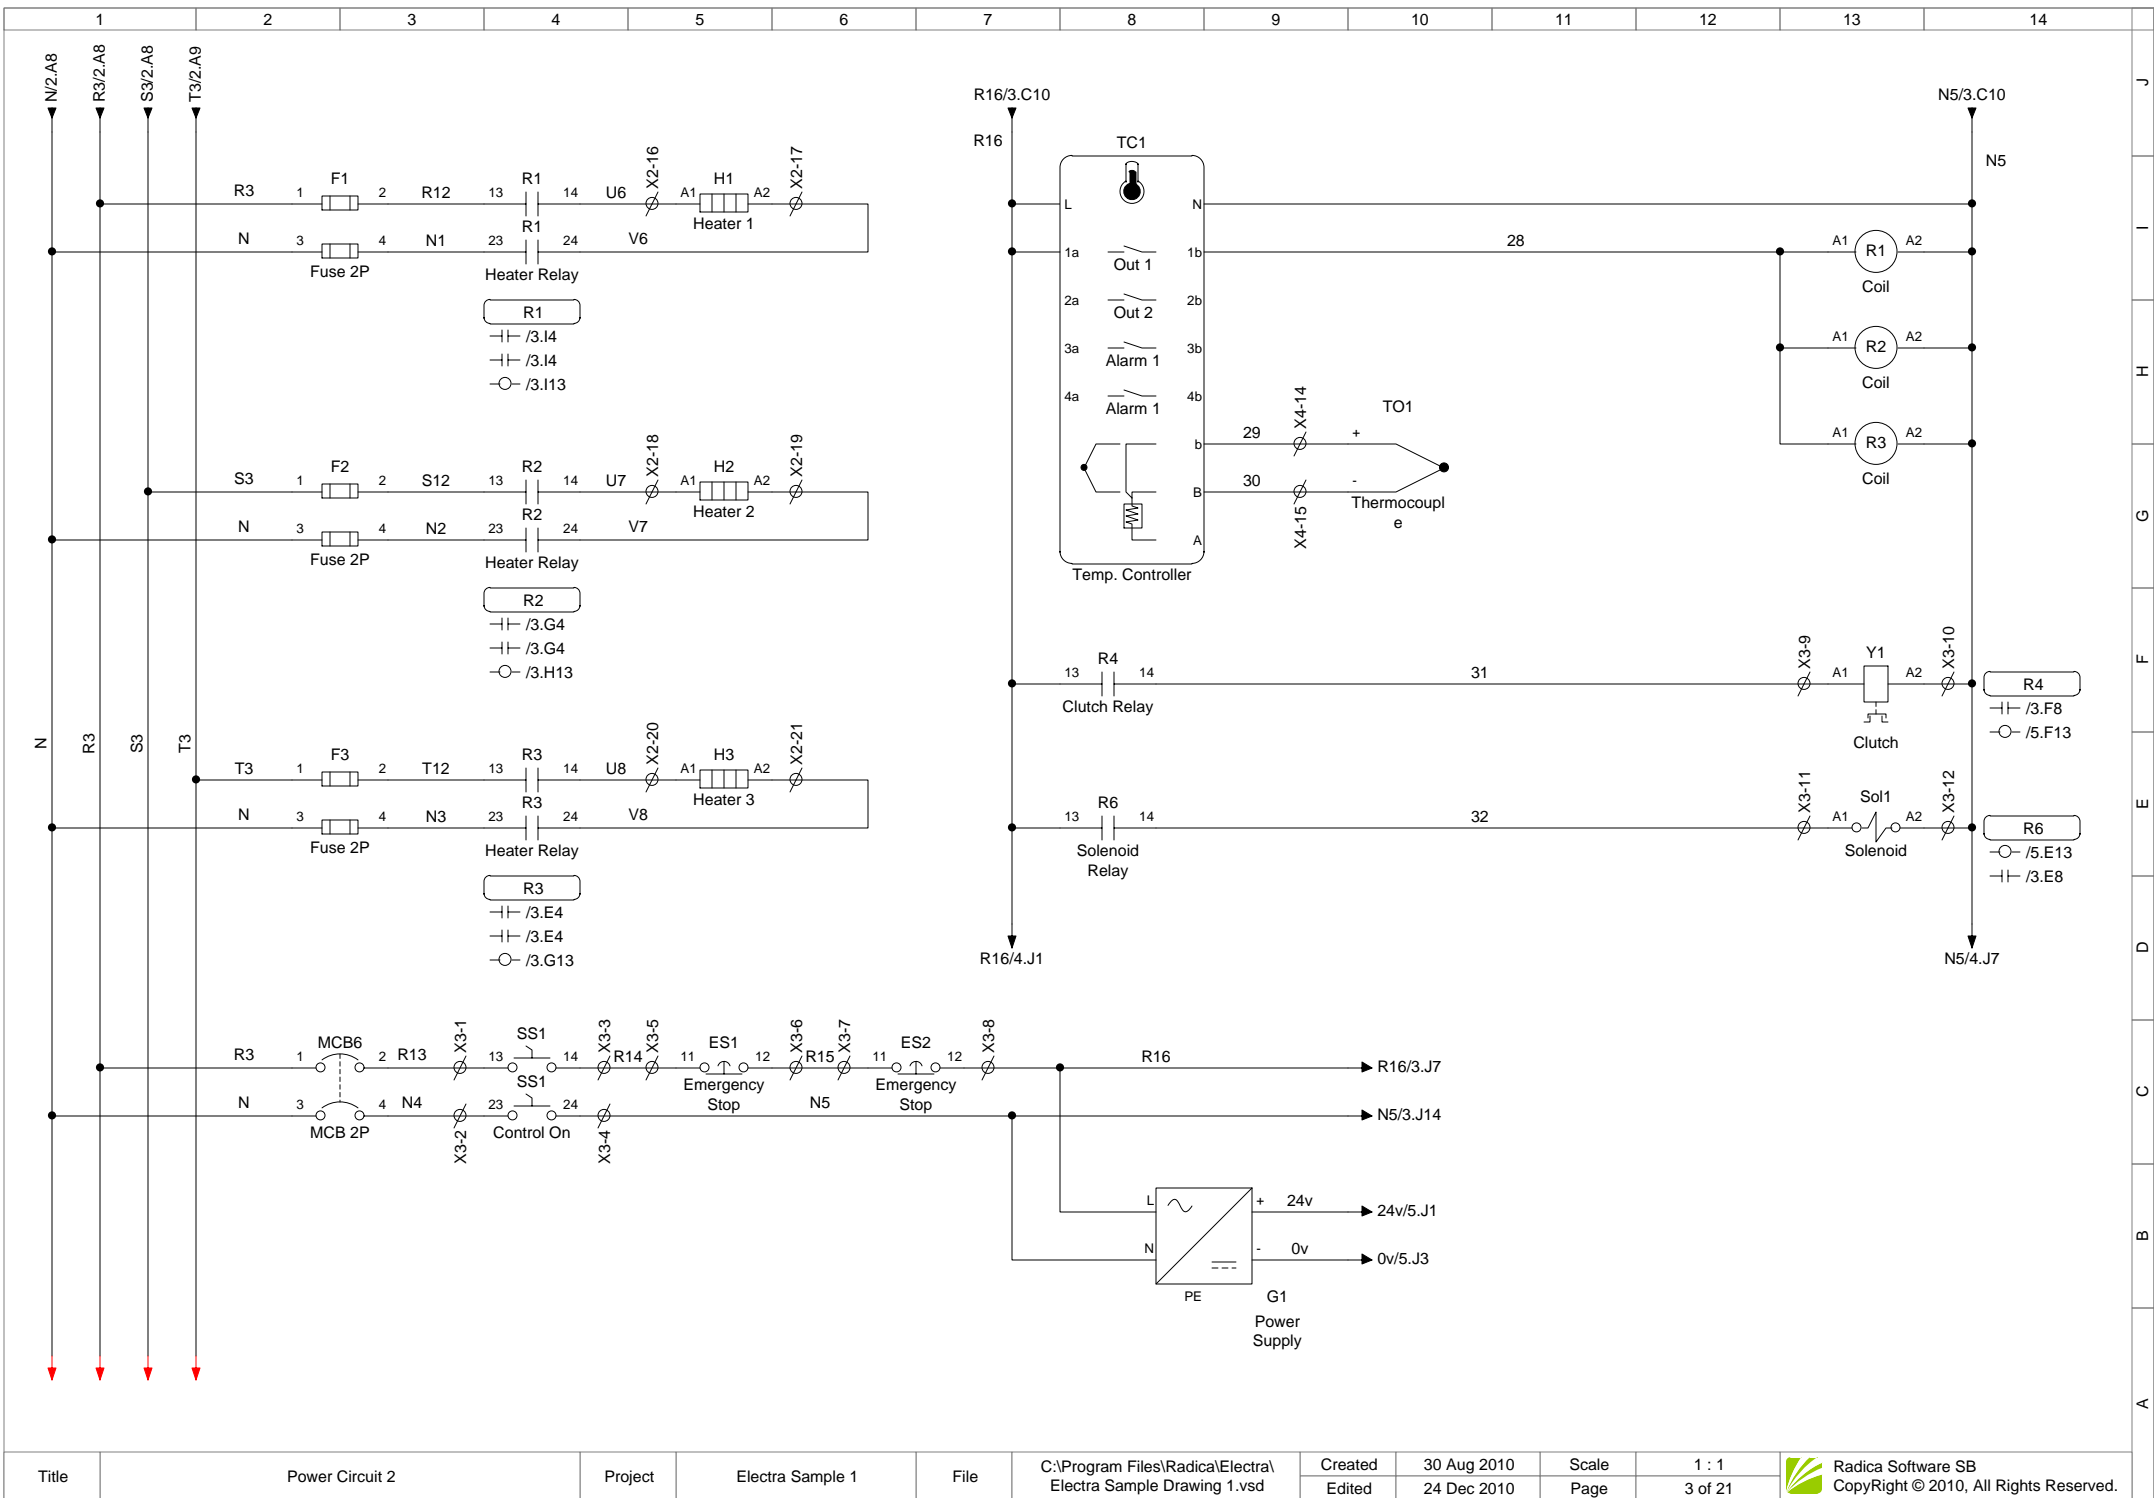 1 2 3 4 5 6 7 8 9 10 11 12 13 14
J
I
H
G
F
E
D
C
B
A
N/2.A8
R3/2.A8
S3/2.A8
T3/2.A9
N
R3
S3
T3
R3 1 F1 2 R12 13 R1 14 U6 X2-16 A1 H1 A2 X2-17
Heater 1
N 3 4 N1 23 R1 24 V6
Fuse 2P
Heater Relay
R1
/3.I4
/3.I4
/3.I13
S3 1 F2 2 S12 13 R2 14 U7 X2-18 A1 H2 A2 X2-19
Heater 2
N 3 4 N2 23 R2 24 V7
Fuse 2P
Heater Relay
R2
/3.G4
/3.G4
/3.H13
T3 1 F3 2 T12 13 R3 14 U8 X2-20 A1 H3 A2 X2-21
Heater 3
N 3 4 N3 23 R3 24 V8
Fuse 2P
Heater Relay
R3
/3.E4
/3.E4
/3.G13
R3 1 MCB6 2 R13 X3-1 13 SS1 14 X3-3 R14 X3-5 11 ES1 12 X3-6 R15 X3-7 11 ES2 12 X3-8 R16 R16/3.J7
Emergency
Stop
Emergency
Stop
N 3 4 N4 X3-2 23 SS1 24 X3-4 N5 N5/3.J14
MCB 2P
Control On
L + 24v 24v/5.J1
N - 0v 0v/5.J3
PE
G1
Power
Supply
R16/3.C10
R16
N5/3.C10
N5
TC1
L N
1a Out 1 1b 28 A1 R1 A2
Coil
2a Out 2 2b
3a Alarm 1 3b A1 R2 A2
Coil
4a Alarm 1 4b
b 29 X4-14 + TO1
B 30 X4-15 -
Thermocoupl
e
A
Temp. Controller
A1 R3 A2
Coil
13 R4 14 31 X3-9 A1 Y1 A2 X3-10
Clutch Relay
Clutch
R4
/3.F8
/5.F13
13 R6 14 32 X3-11 A1 Sol1 A2 X3-12
Solenoid
Relay
Solenoid
R6
/5.E13
/3.E8
R16/4.J1
N5/4.J7
Title Power Circuit 2 Project Electra Sample 1 File
C:\Program Files\Radica\Electra\
Electra Sample Drawing 1.vsd
Created 30 Aug 2010 Scale 1 : 1
Edited 24 Dec 2010 Page 3 of 21
Radica Software SB
CopyRight © 2010, All Rights Reserved.